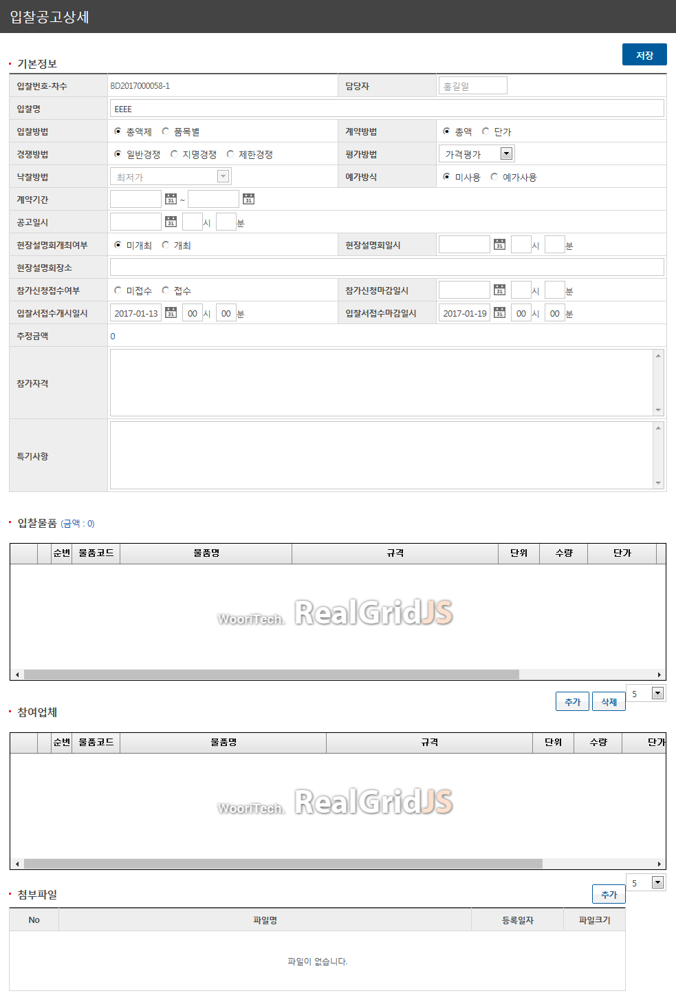 입찰공고상세
저장
기본정보
입찰번호-차수 BD2017000058-1 담당자 홍길일
입찰명 EEEE
입찰방법 총액제 품목별 계약방법 총액 단가
경쟁방법 일반경쟁 지명경쟁 제한경쟁 평가방법 가격평가
낙찰방법 최저가 예가방식 미사용 예가사용
계약기간 31 ~ 31
공고일시 31 시 분
현장설명회개최여부 미개최 개최 현장설명회일시 31 시 분
현장설명회장소
참가신청접수여부 미접수 접수 참가신청마감일시 31 시 분
입찰서접수개시일시 2017-01-13 31 00 시 00 분 입찰서접수마감일시 2017-01-19 31 00 시 00 분
추정금액 0
참가자격
특기사항
입찰물품 (금액 : 0)
순번 물품코드 물품명 규격 단위 수량 단가
WooriTech. RealGridJS
5
추가 삭제
참여업체
순번 물품코드 물품명 규격 단위 수량 단가
WooriTech. RealGridJS
5
첨부파일 추가
No 파일명 등록일자 파일크기
파일이 없습니다.